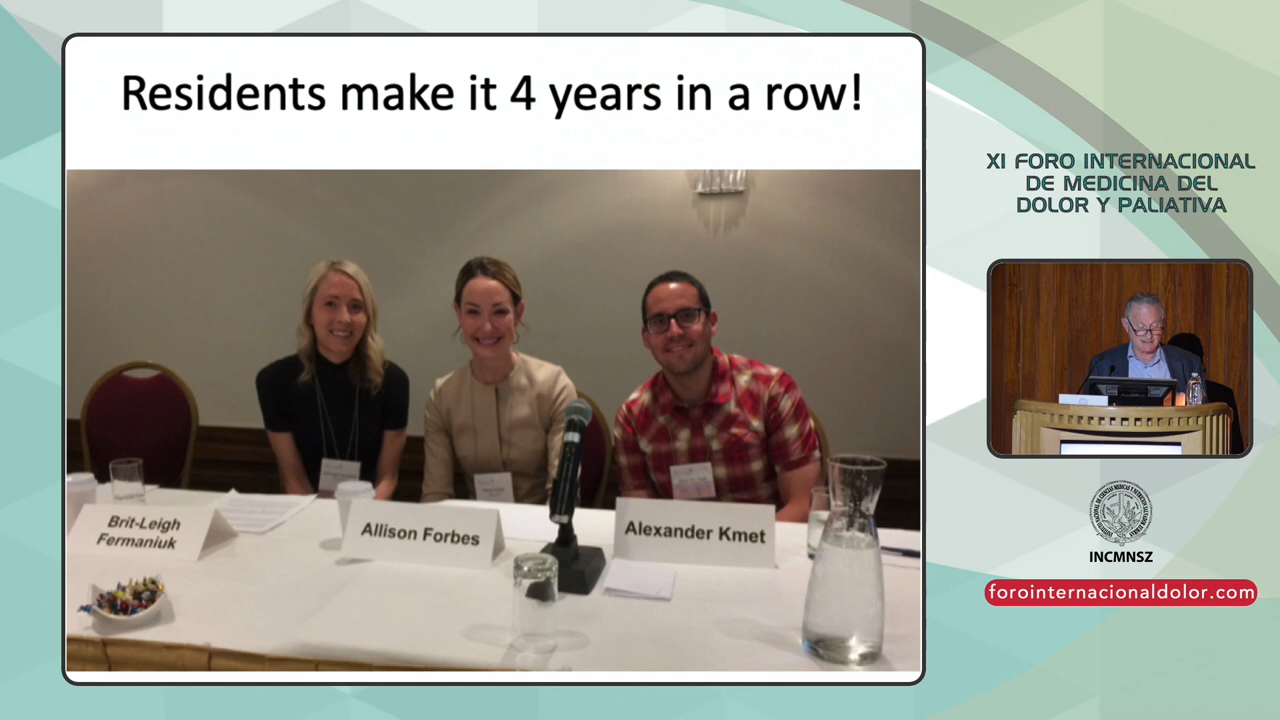 Residents make it 4 years in a row!
Brit-Leigh
Fermaniuk
Allison Forbes
Alexander Kmet
XI FORO INTERNACIONAL
DE MEDICINA DEL
DOLOR Y PALIATIVA
INCMNSZ
forointernacionaldolor.com